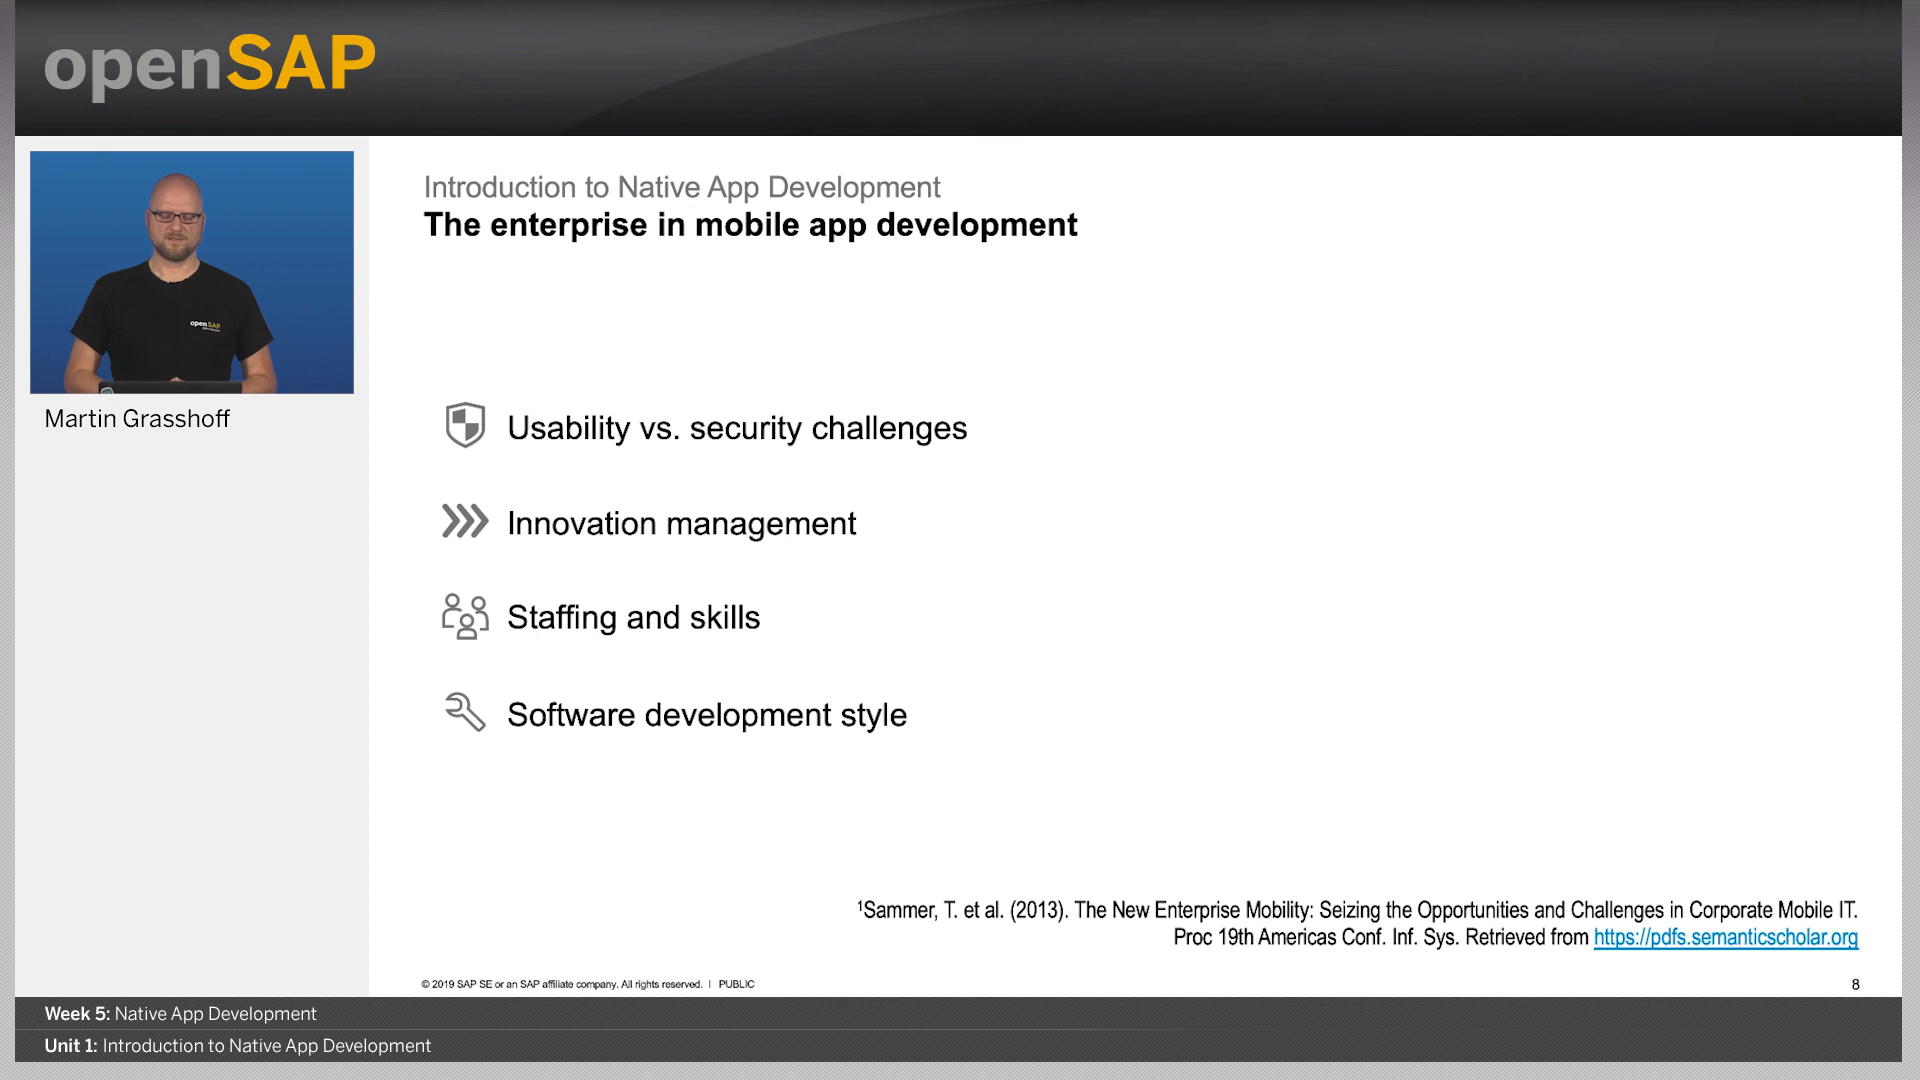 openSAP
Introduction to Native App Development
The enterprise in mobile app development
openSAP
Martin Grasshoff
Usability vs. security challenges
Innovation management
Staffing and skills
Software development style
¹Sammer, T. et al. (2013). The New Enterprise Mobility: Seizing the Opportunities and Challenges in Corporate Mobile IT.
Proc 19th Americas Conf. Inf. Sys. Retrieved from https://pdfs.semanticscholar.org
© 2019 SAP SE or an SAP affiliate company. All rights reserved. | PUBLIC
8
Week 5: Native App Development
Unit 1: Introduction to Native App Development